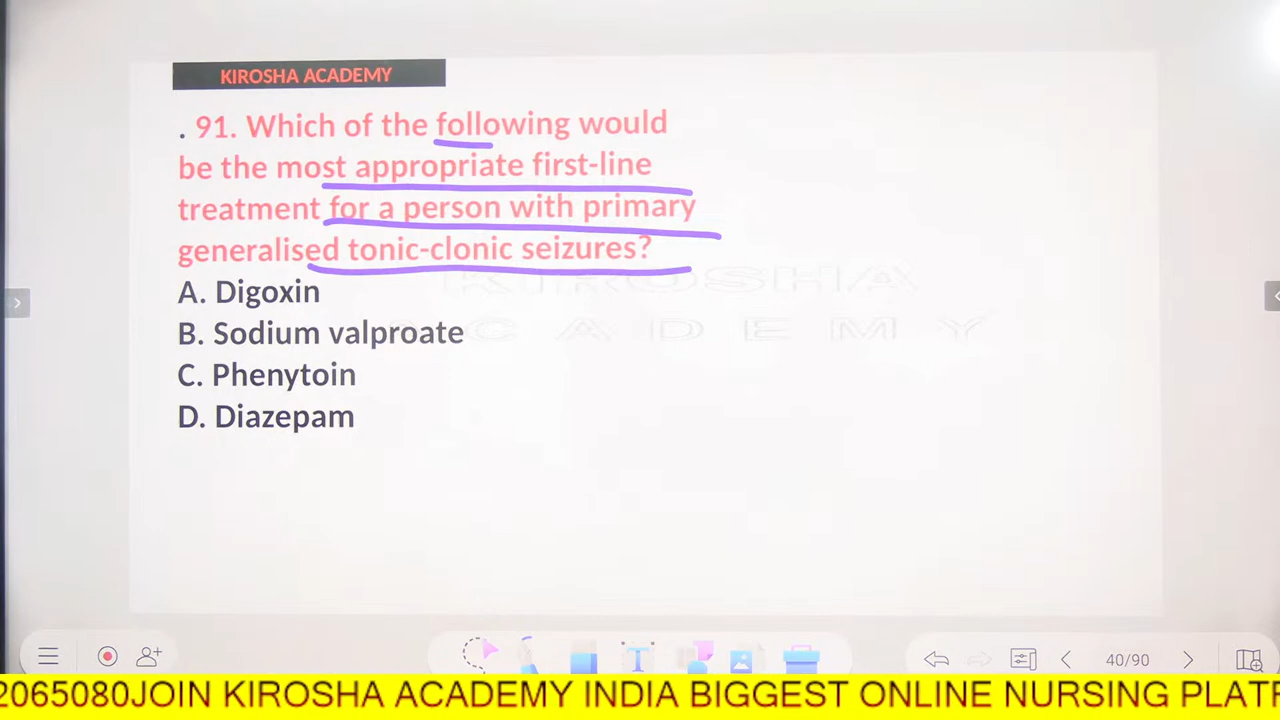 KIROSHA ACADEMY
. 91. Which of the following would
be the most appropriate first-line
treatment for a person with primary
generalised tonic-clonic seizures?
KIROSHA
ACADEMY
A. Digoxin
B. Sodium valproate
C. Phenytoin
D. Diazepam
40/90
2065080JOIN KIROSHA ACADEMY INDIA BIGGEST ONLINE NURSING PLATF